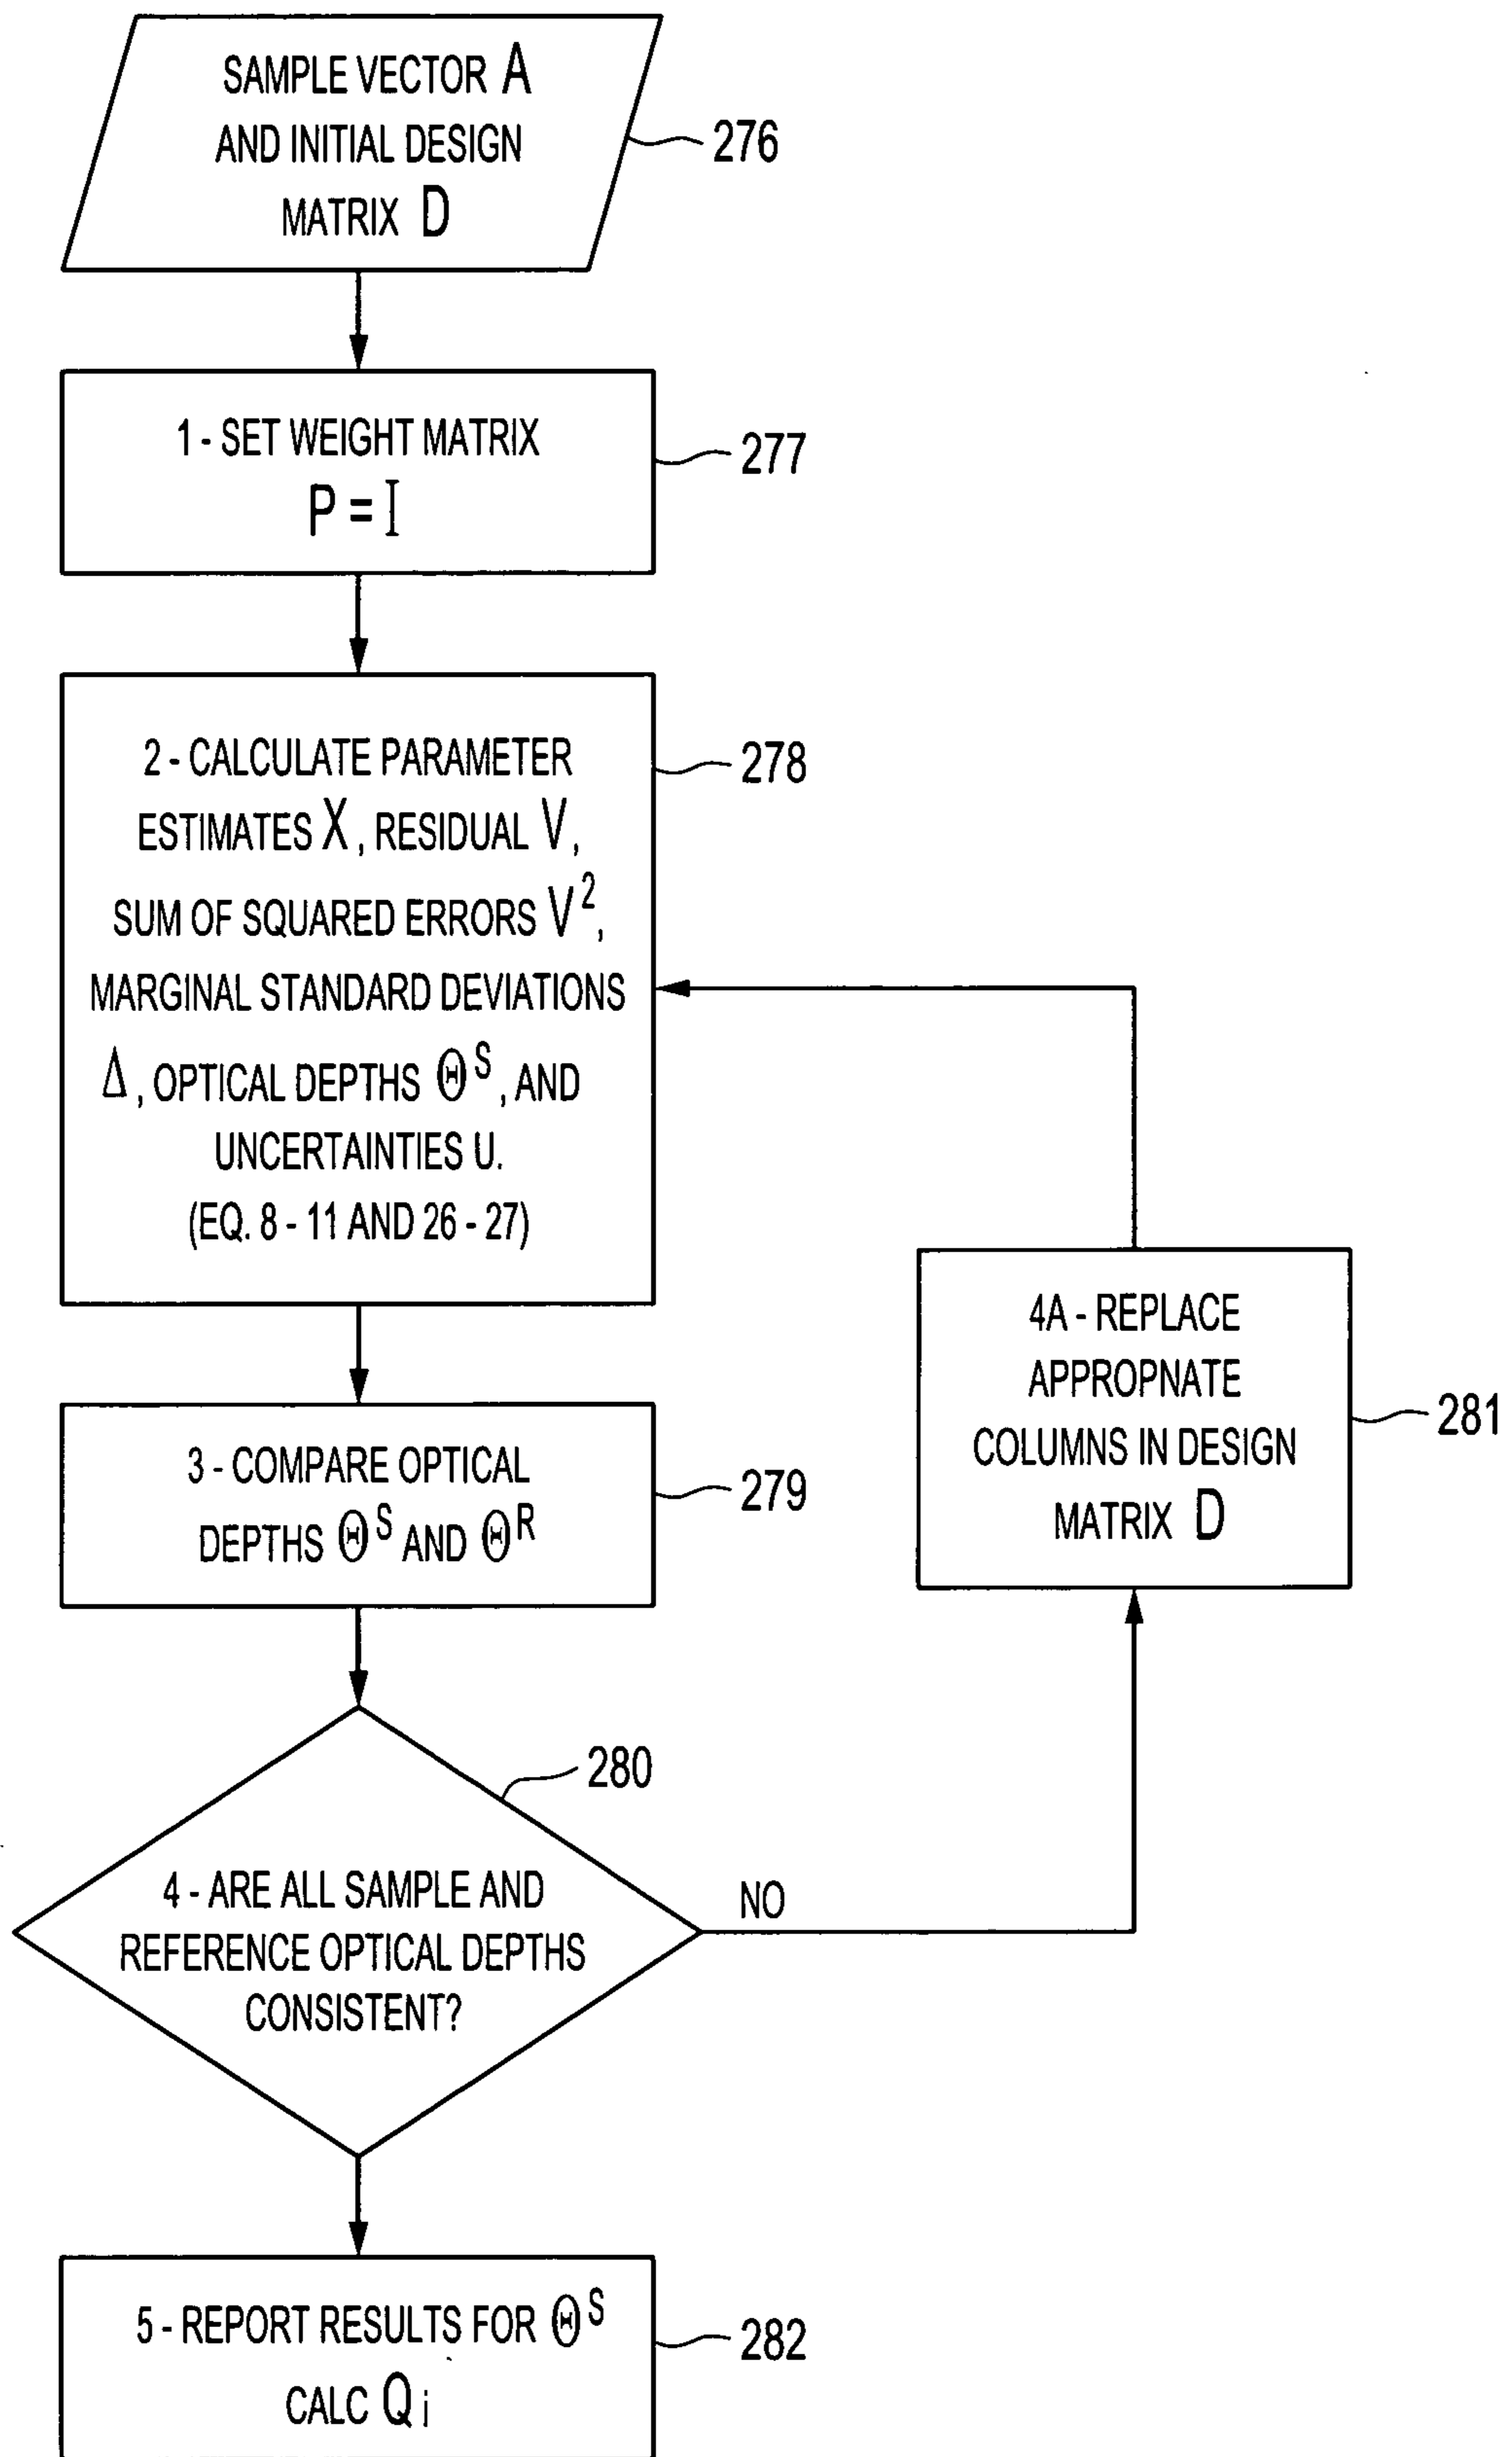 SAMPLE VECTOR A
AND INITIAL DESIGN
MATRIX D
276
1 - SET WEIGHT MATRIX
P = I
277
2 - CALCULATE PARAMETER
ESTIMATES X, RESIDUAL V,
SUM OF SQUARED ERRORS V²,
MARGINAL STANDARD DEVIATIONS
Δ, OPTICAL DEPTHS Θ^S, AND
UNCERTAINTIES U.
(EQ. 8 - 11 AND 26 - 27)
278
3 - COMPARE OPTICAL
DEPTHS Θ^S AND Θ^R
279
4A - REPLACE
APPROPNATE
COLUMNS IN DESIGN
MATRIX D
281
280
4 - ARE ALL SAMPLE AND
REFERENCE OPTICAL DEPTHS
CONSISTENT?
NO
5 - REPORT RESULTS FOR Θ^S
CALC Q i
282